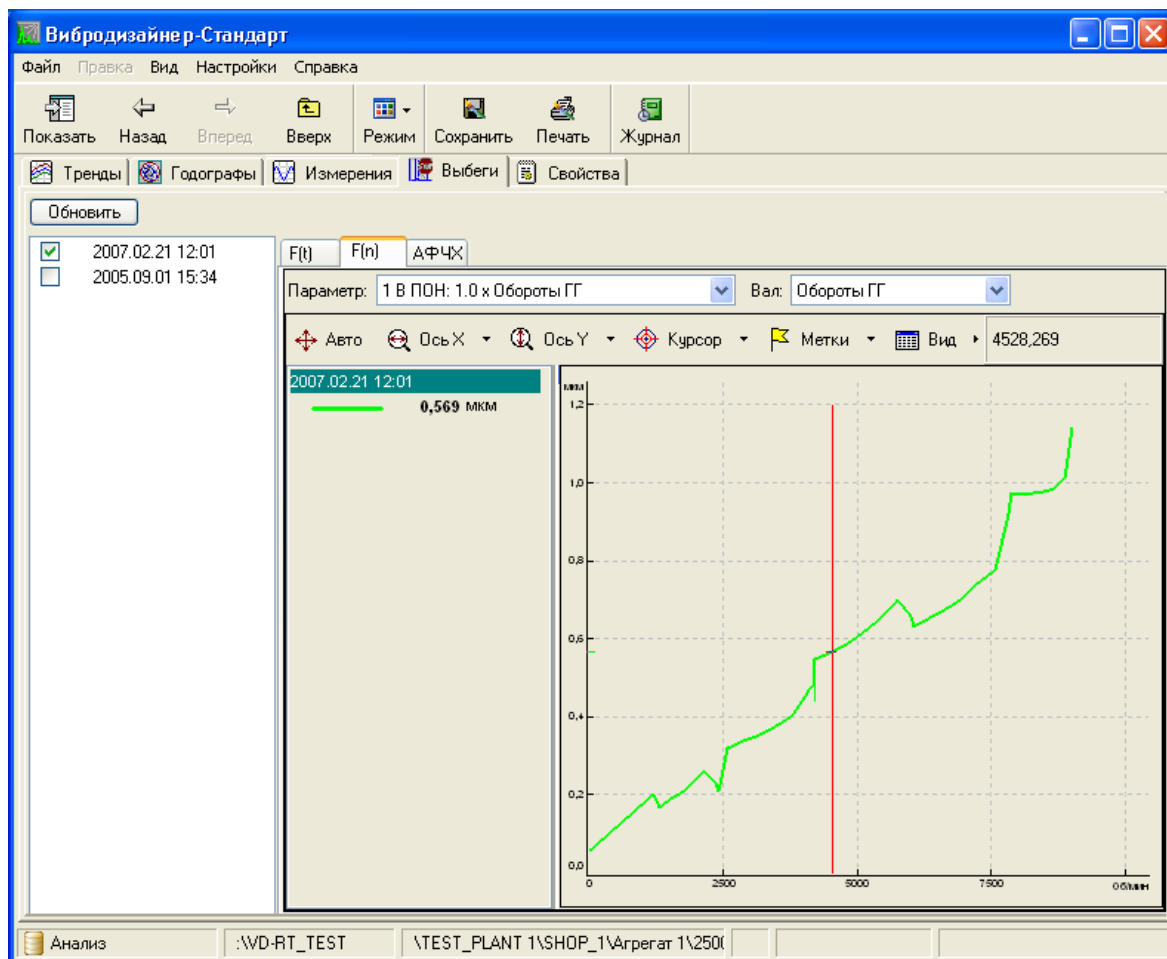 Вибродизайнер-Стандарт
Файл Правка Вид Настройки Справка
Показать Назад Вперед Вверх Режим Сохранить Печать Журнал
Тренды Годографы Измерения Выбеги Свойства
Обновить
2007.02.21 12:01
2005.09.01 15:34
F(t) F(n) АФЧХ
Параметр: 1 В ПОН: 1.0 x Обороты ГГ Вал: Обороты ГГ
Авто Ось X Ось Y Курсор Метки Вид 4528,269
2007.02.21 12:01
0,569 мкм
мкм
1,2
1,0
0,8
0,6
0,4
0,2
0,0
0 2500 5000 7500 Об/мин
Анализ :\VD-RT_TEST \TEST_PLANT 1\SHOP_1\Агрегат 1\2500